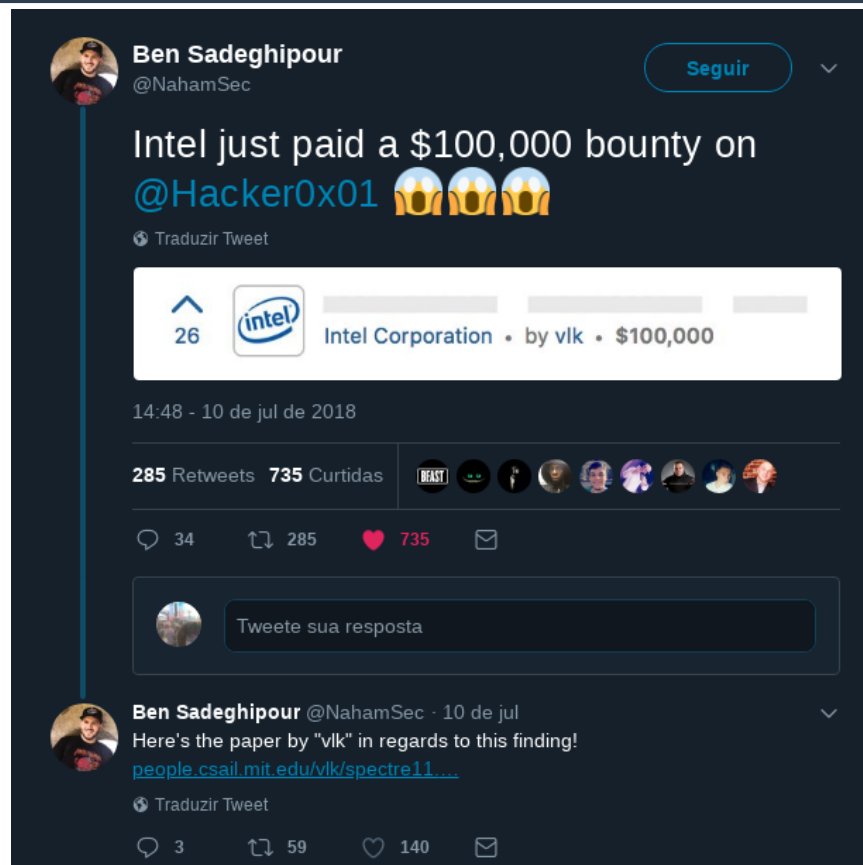 Ben Sadeghipour
@NahamSec
Seguir
Intel just paid a $100,000 bounty on
@Hacker0x01 😱😱😱
Traduzir Tweet
26
intel
Intel Corporation • by vlk • $100,000
14:48 - 10 de jul de 2018
285 Retweets 735 Curtidas
BEAST
34 285 735
Tweete sua resposta
Ben Sadeghipour @NahamSec · 10 de jul
Here's the paper by "vlk" in regards to this finding!
people.csail.mit.edu/vlk/spectre11.…
Traduzir Tweet
3 59 140